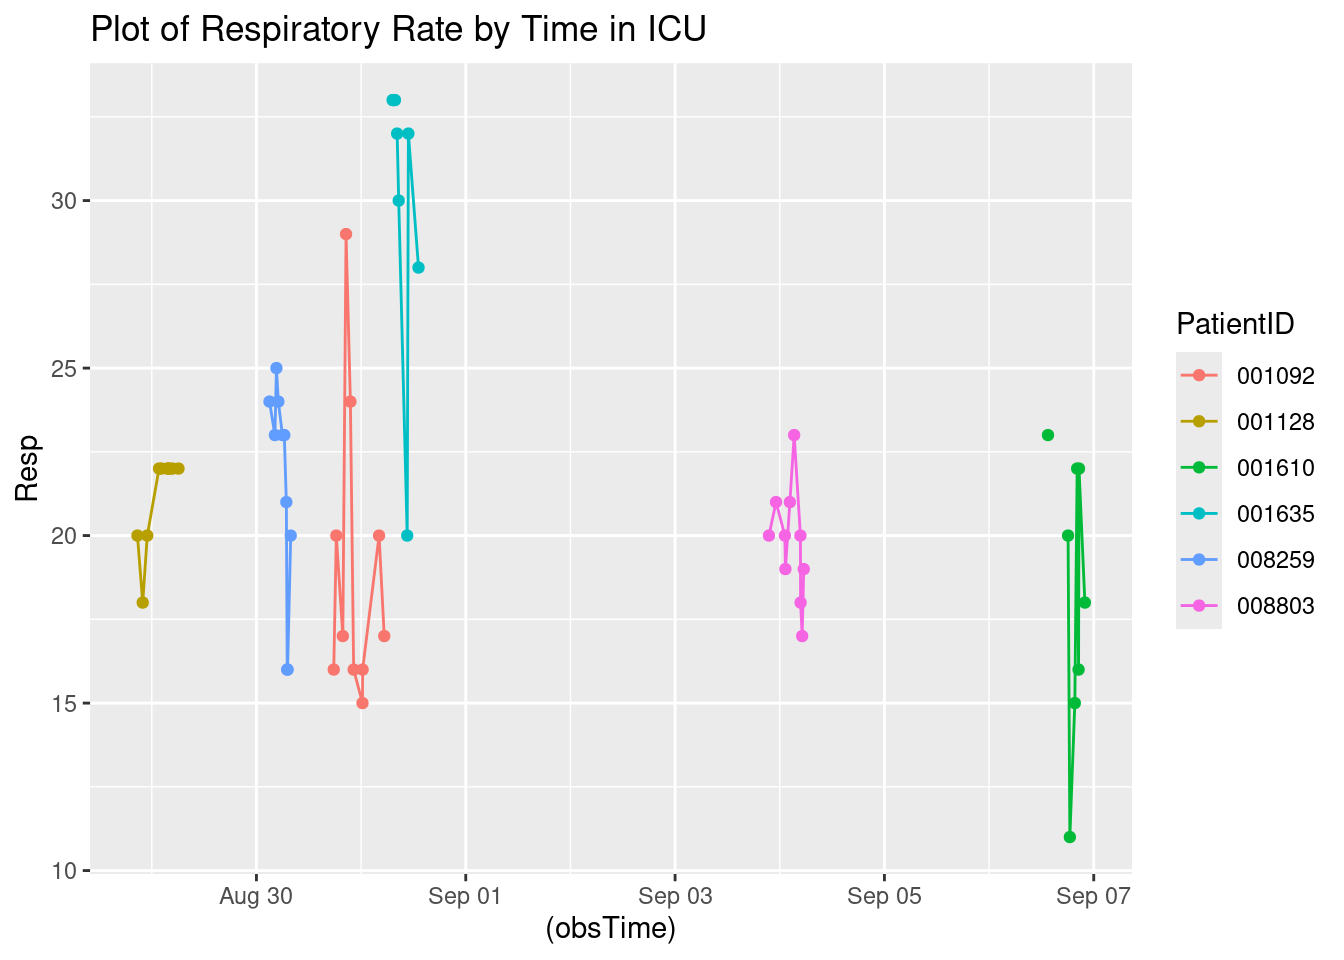 Plot of Respiratory Rate by Time in ICU
30
25
20
15
10
Resp
Aug 30
Sep 01
Sep 03
Sep 05
Sep 07
(obsTime)
PatientID
001092
001128
001610
001635
008259
008803